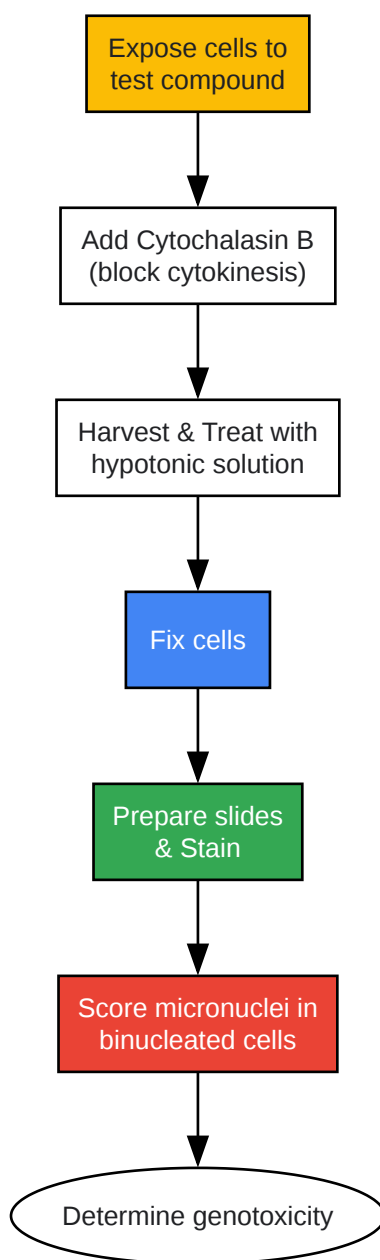 Expose cells to
test compound
Add Cytochalasin B
(block cytokinesis)
Harvest & Treat with
hypotonic solution
Fix cells
Prepare slides
& Stain
Score micronuclei in
binucleated cells
Determine genotoxicity